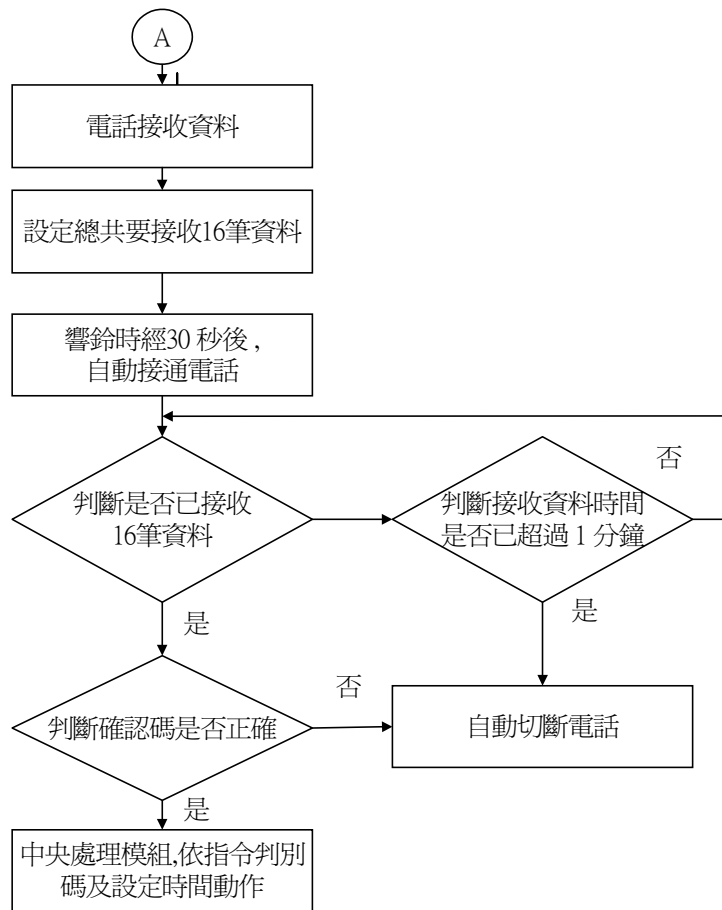 A
電話接收資料
設定總共要接收16筆資料
響鈴時經30 秒後 ,
自動接通電話
否
判斷是否已接收
16筆資料
判斷接收資料時間
是否已超過 1 分鐘
是
是
否
判斷確認碼是否正確
自動切斷電話
是
中央處理模組,依指令判別
碼及設定時間動作